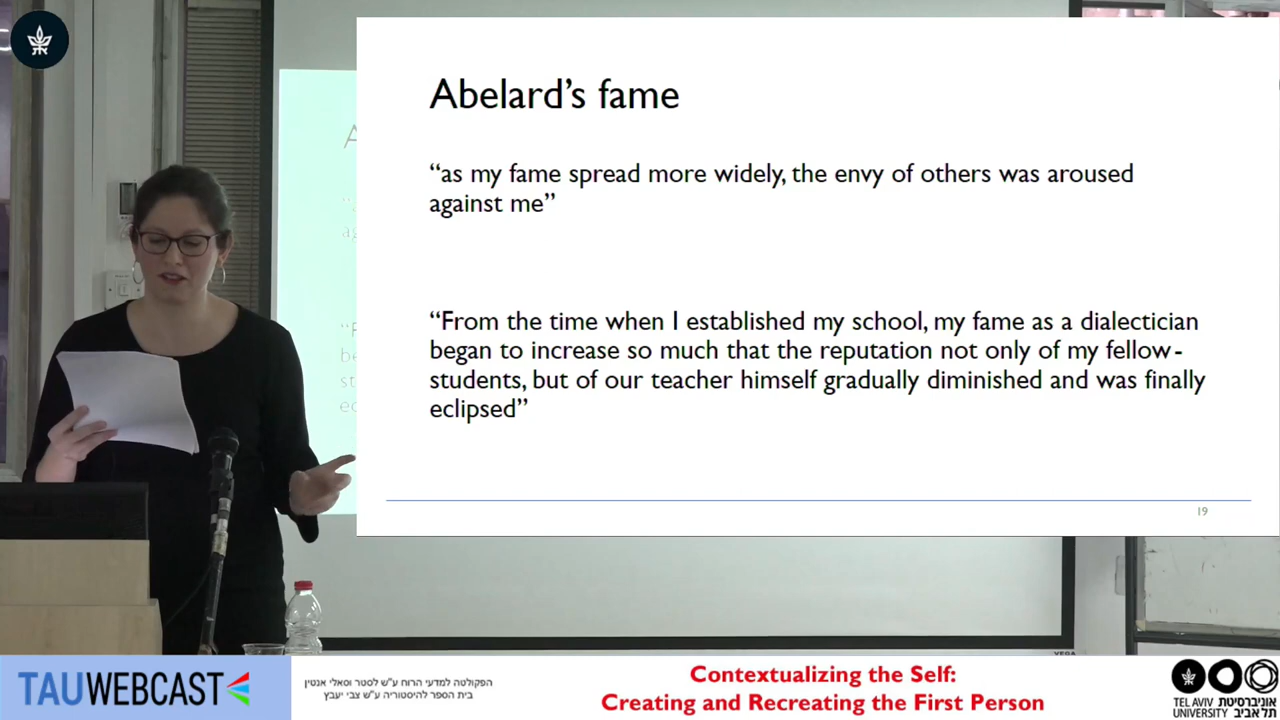 Abelard's fame
“as my fame spread more widely, the envy of others was aroused
against me”
“From the time when I established my school, my fame as a dialectician
began to increase so much that the reputation not only of my fellow-
students, but of our teacher himself gradually diminished and was finally
eclipsed”
19
VEGA
TAUWEBCAST
הפקולטה למדעי הרוח ע"ש לסטר וסאלי אנטין
בית הספר להיסטוריה ע"ש צבי יעבץ
Contextualizing the Self:
Creating and Recreating the First Person
TEL AVIV אוניברסיטת
UNIVERSITY תל אביב